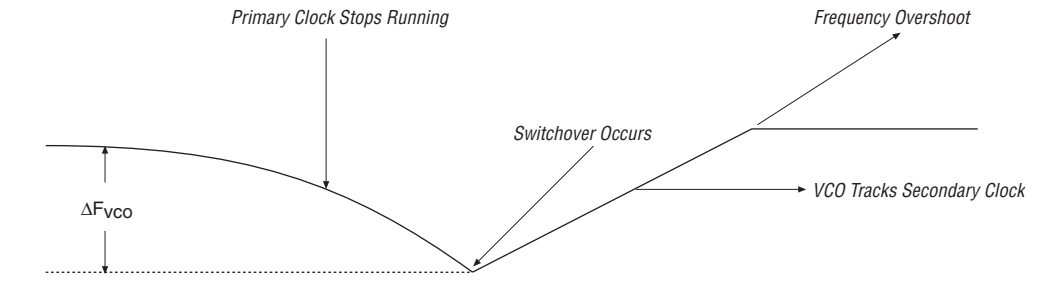 Primary Clock Stops Running
Frequency Overshoot
Switchover Occurs
VCO Tracks Secondary Clock
ΔFvco